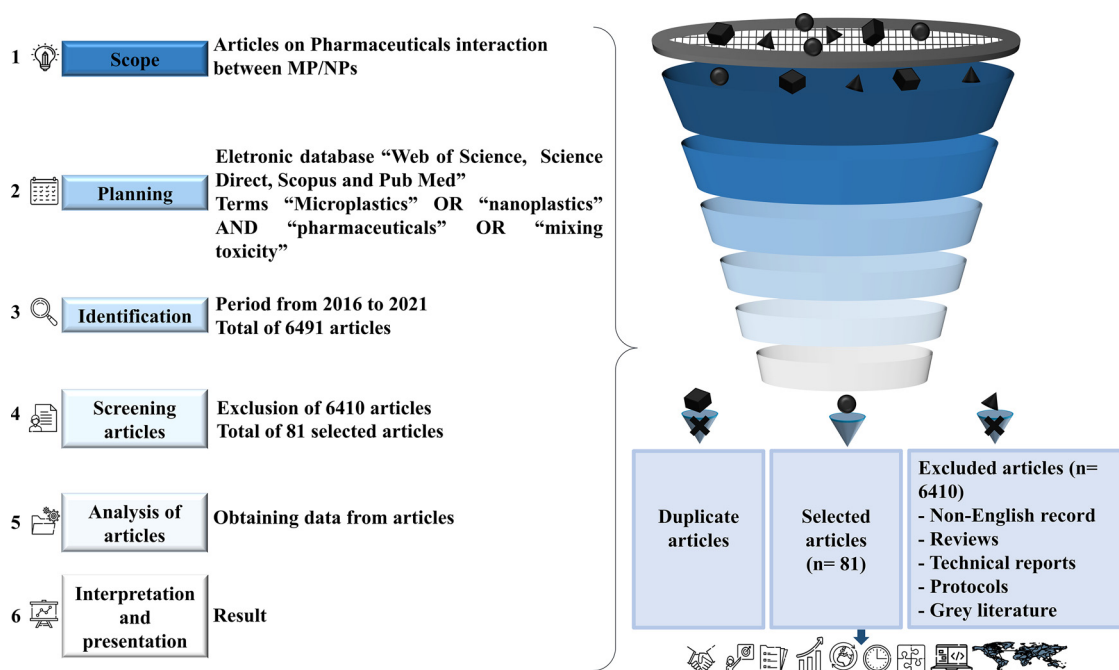 1
Scope
Articles on Pharmaceuticals interaction
between MP/NPs
2
Planning
Eletronic database “Web of Science, Science
Direct, Scopus and Pub Med”
Terms “Microplastics” OR “nanoplastics”
AND “pharmaceuticals” OR “mixing
toxicity”
3
Identification
Period from 2016 to 2021
Total of 6491 articles
4
Screening
articles
Exclusion of 6410 articles
Total of 81 selected articles
5
Analysis of
articles
Obtaining data from articles
6
Interpretation
and
presentation
Result
Duplicate
articles
Selected
articles
(n= 81)
Excluded articles (n=
6410)
- Non-English record
- Reviews
- Technical reports
- Protocols
- Grey literature